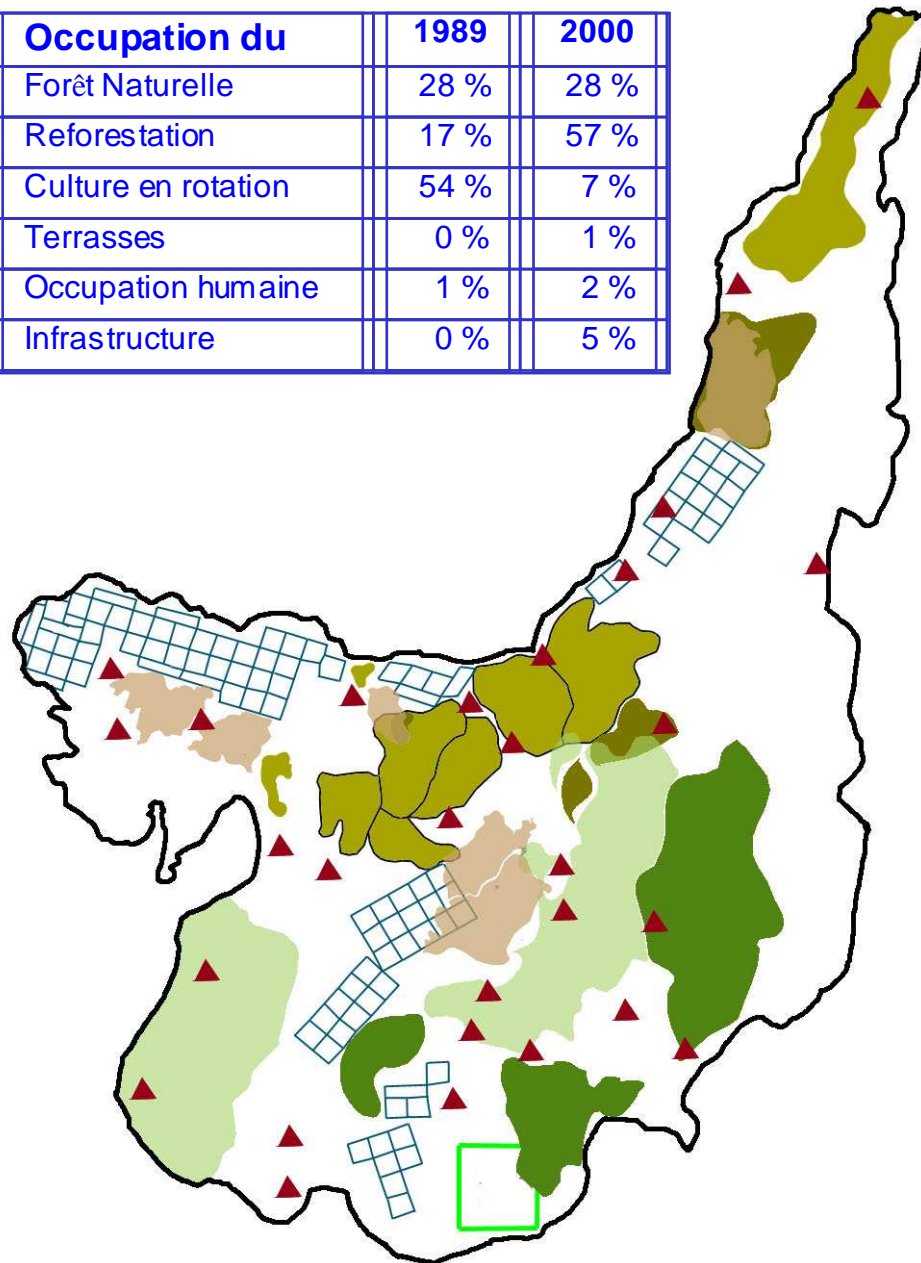 Occupation du 1989 2000
Forêt Naturelle 28 % 28 %
Reforestation 17 % 57 %
Culture en rotation 54 % 7 %
Terrasses 0 % 1 %
Occupation humaine 1 % 2 %
Infrastructure 0 % 5 %